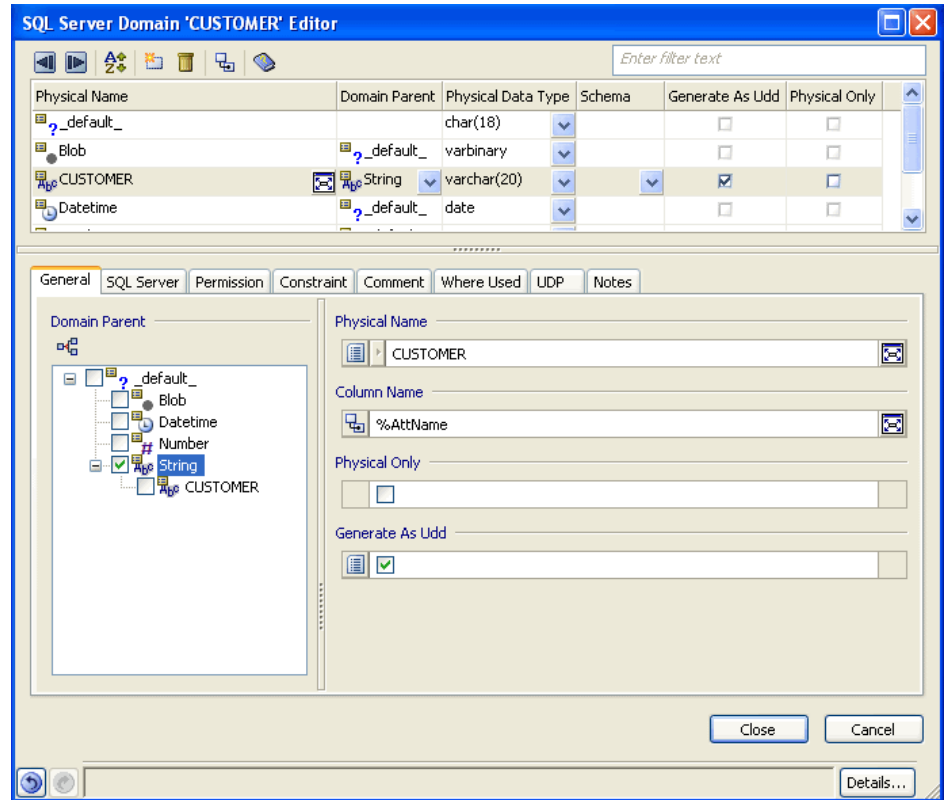 SQL Server Domain 'CUSTOMER' Editor
Enter filter text
Physical Name Domain Parent Physical Data Type Schema Generate As Udd Physical Only
_default_ char(18)
Blob _default_ varbinary
CUSTOMER String varchar(20)
Datetime _default_ date
General SQL Server Permission Constraint Comment Where Used UDP Notes
Domain Parent
_default_
Blob
Datetime
Number
String
CUSTOMER
Physical Name
CUSTOMER
Column Name
%AttName
Physical Only
Generate As Udd
Close Cancel
Details...